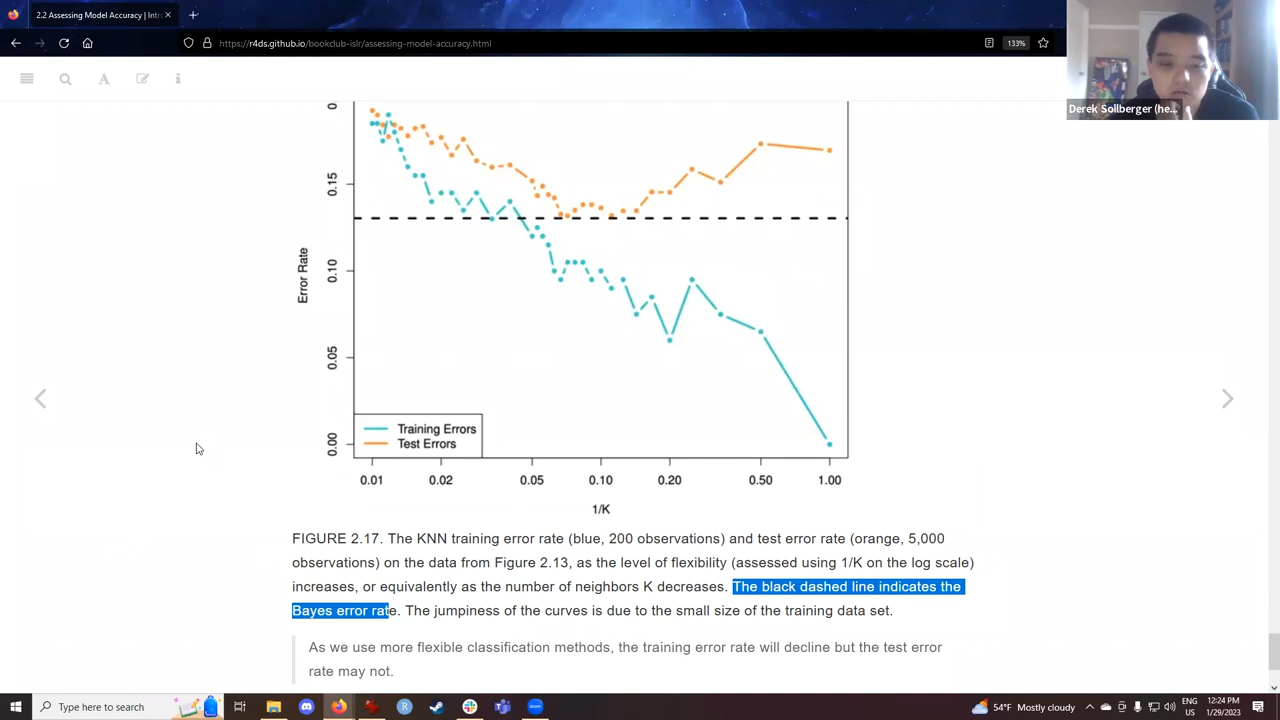 2.2 Assessing Model Accuracy | Intro
https://r4ds.github.io/bookclub-islr/assessing-model-accuracy.html
133%
Derek Sollberger (he...
0.
0.15
0.10
0.05
0.00
Error Rate
Training Errors
Test Errors
0.01 0.02 0.05 0.10 0.20 0.50 1.00
1/K
FIGURE 2.17. The KNN training error rate (blue, 200 observations) and test error rate (orange, 5,000
observations) on the data from Figure 2.13, as the level of flexibility (assessed using 1/K on the log scale)
increases, or equivalently as the number of neighbors K decreases. The black dashed line indicates the
Bayes error rate. The jumpiness of the curves is due to the small size of the training data set.
As we use more flexible classification methods, the training error rate will decline but the test error
rate may not.
Type here to search
54°F Mostly cloudy
ENG
US
12:24 PM
1/29/2023